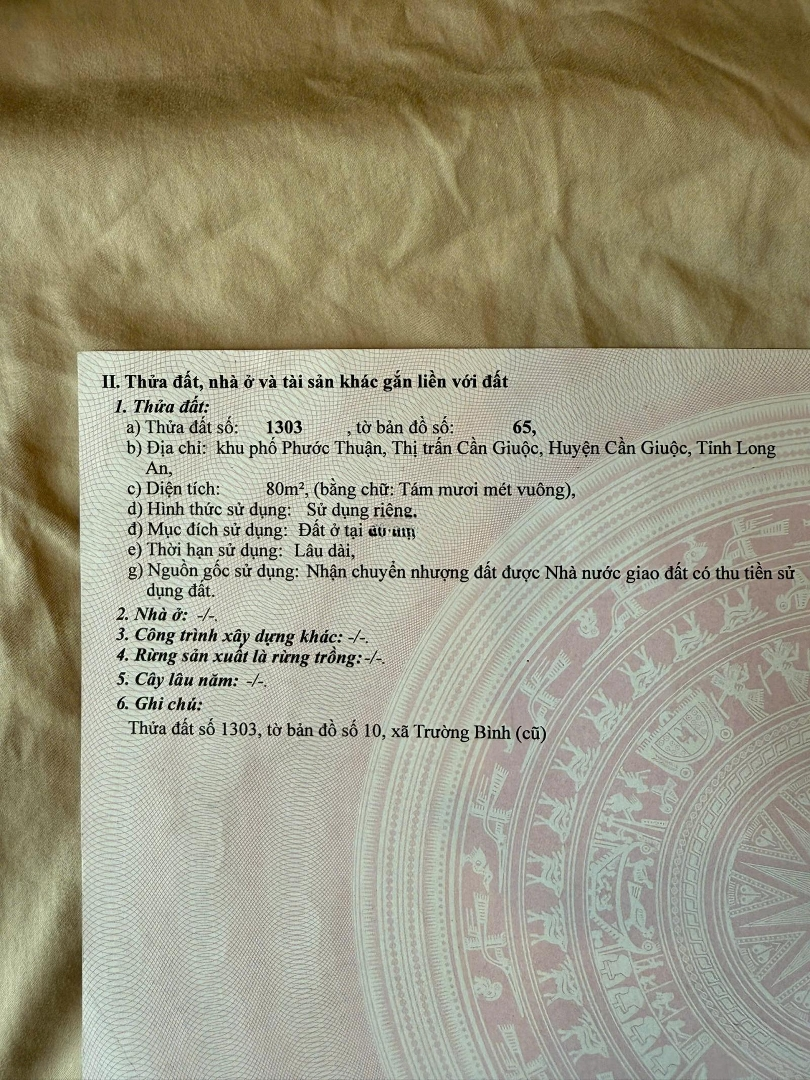 II. Thửa đất, nhà ở và tài sản khác gắn liền với đất
1. Thửa đất:
a) Thửa đất số: 1303 , tờ bản đồ số: 65,
b) Địa chỉ: khu phố Phước Thuận, Thị trấn Cần Giuộc, Huyện Cần Giuộc, Tỉnh Long
An,
c) Diện tích: 80m², (bằng chữ: Tám mươi mét vuông),
d) Hình thức sử dụng: Sử dụng riêng,
đ) Mục đích sử dụng: Đất ở tại
e) Thời hạn sử dụng: Lâu dài,
g) Nguồn gốc sử dụng: Nhận chuyển nhượng đất được Nhà nước giao đất có thu tiền sử
dụng đất.
2. Nhà ở: -/-.
3. Công trình xây dựng khác: -/-.
4. Rừng sản xuất là rừng trồng: -/-.
5. Cây lâu năm: -/-.
6. Ghi chú:
Thửa đất số 1303, tờ bản đồ số 10, xã Trường Bình (cũ)